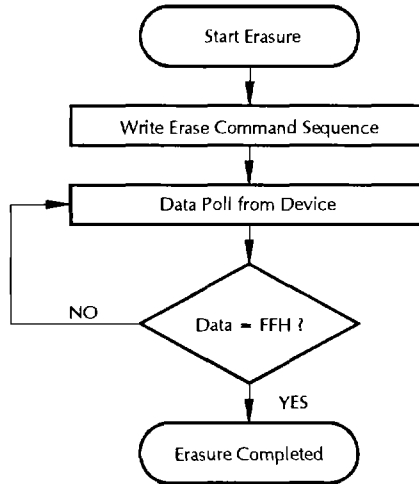 Start Erasure
Write Erase Command Sequence
Data Poll from Device
NO
Data = FFH ?
YES
Erasure Completed